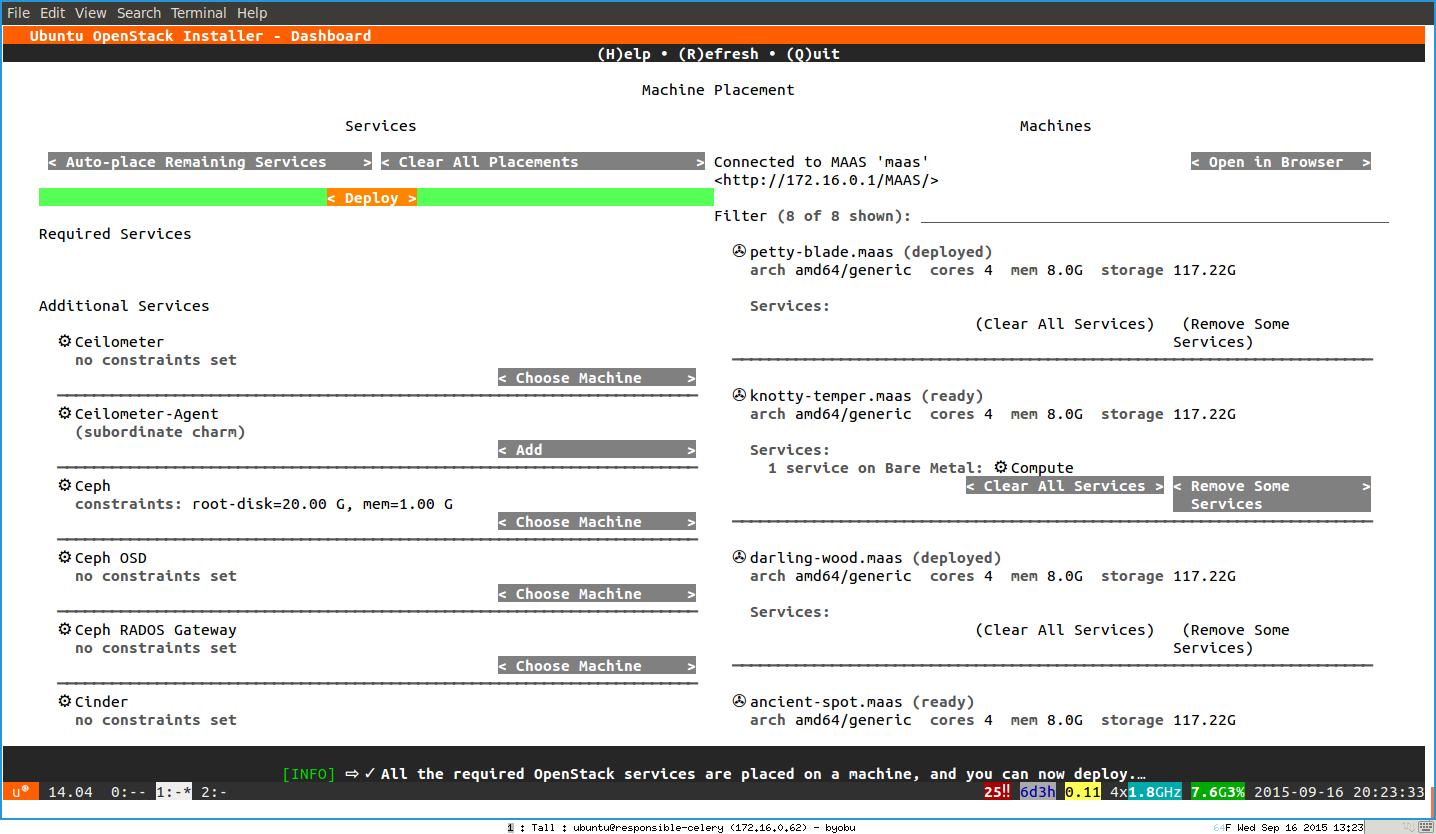 File Edit View Search Terminal Help
Ubuntu OpenStack Installer - Dashboard
(H)elp • (R)efresh • (Q)uit
Machine Placement
Services
< Auto-place Remaining Services > < Clear All Placements >
< Deploy >
Required Services
Additional Services
Ceilometer
no constraints set
< Choose Machine >
Ceilometer-Agent
(subordinate charm)
< Add >
Ceph
constraints: root-disk=20.00 G, mem=1.00 G
< Choose Machine >
Ceph OSD
no constraints set
< Choose Machine >
Ceph RADOS Gateway
no constraints set
< Choose Machine >
Cinder
no constraints set
Machines
Connected to MAAS 'maas' < Open in Browser >
<http://172.16.0.1/MAAS/>
Filter (8 of 8 shown):
petty-blade.maas (deployed)
arch amd64/generic cores 4 mem 8.0G storage 117.22G
Services:
(Clear All Services) (Remove Some
Services)
knotty-temper.maas (ready)
arch amd64/generic cores 4 mem 8.0G storage 117.22G
Services:
1 service on Bare Metal: Compute
< Clear All Services > < Remove Some >
Services
darling-wood.maas (deployed)
arch amd64/generic cores 4 mem 8.0G storage 117.22G
Services:
(Clear All Services) (Remove Some
Services)
ancient-spot.maas (ready)
arch amd64/generic cores 4 mem 8.0G storage 117.22G
[INFO] ⇨ ✓ All the required OpenStack services are placed on a machine, and you can now deploy.…
u® 14.04 0:-- 1:-* 2:- 25‼ 6d3h 0.11 4x1.8GHz 7.6G3% 2015-09-16 20:23:33
1 : Tall : ubuntu@responsible-celery (172.16.0.62) - byobu 64F Wed Sep 16 2015 13:23